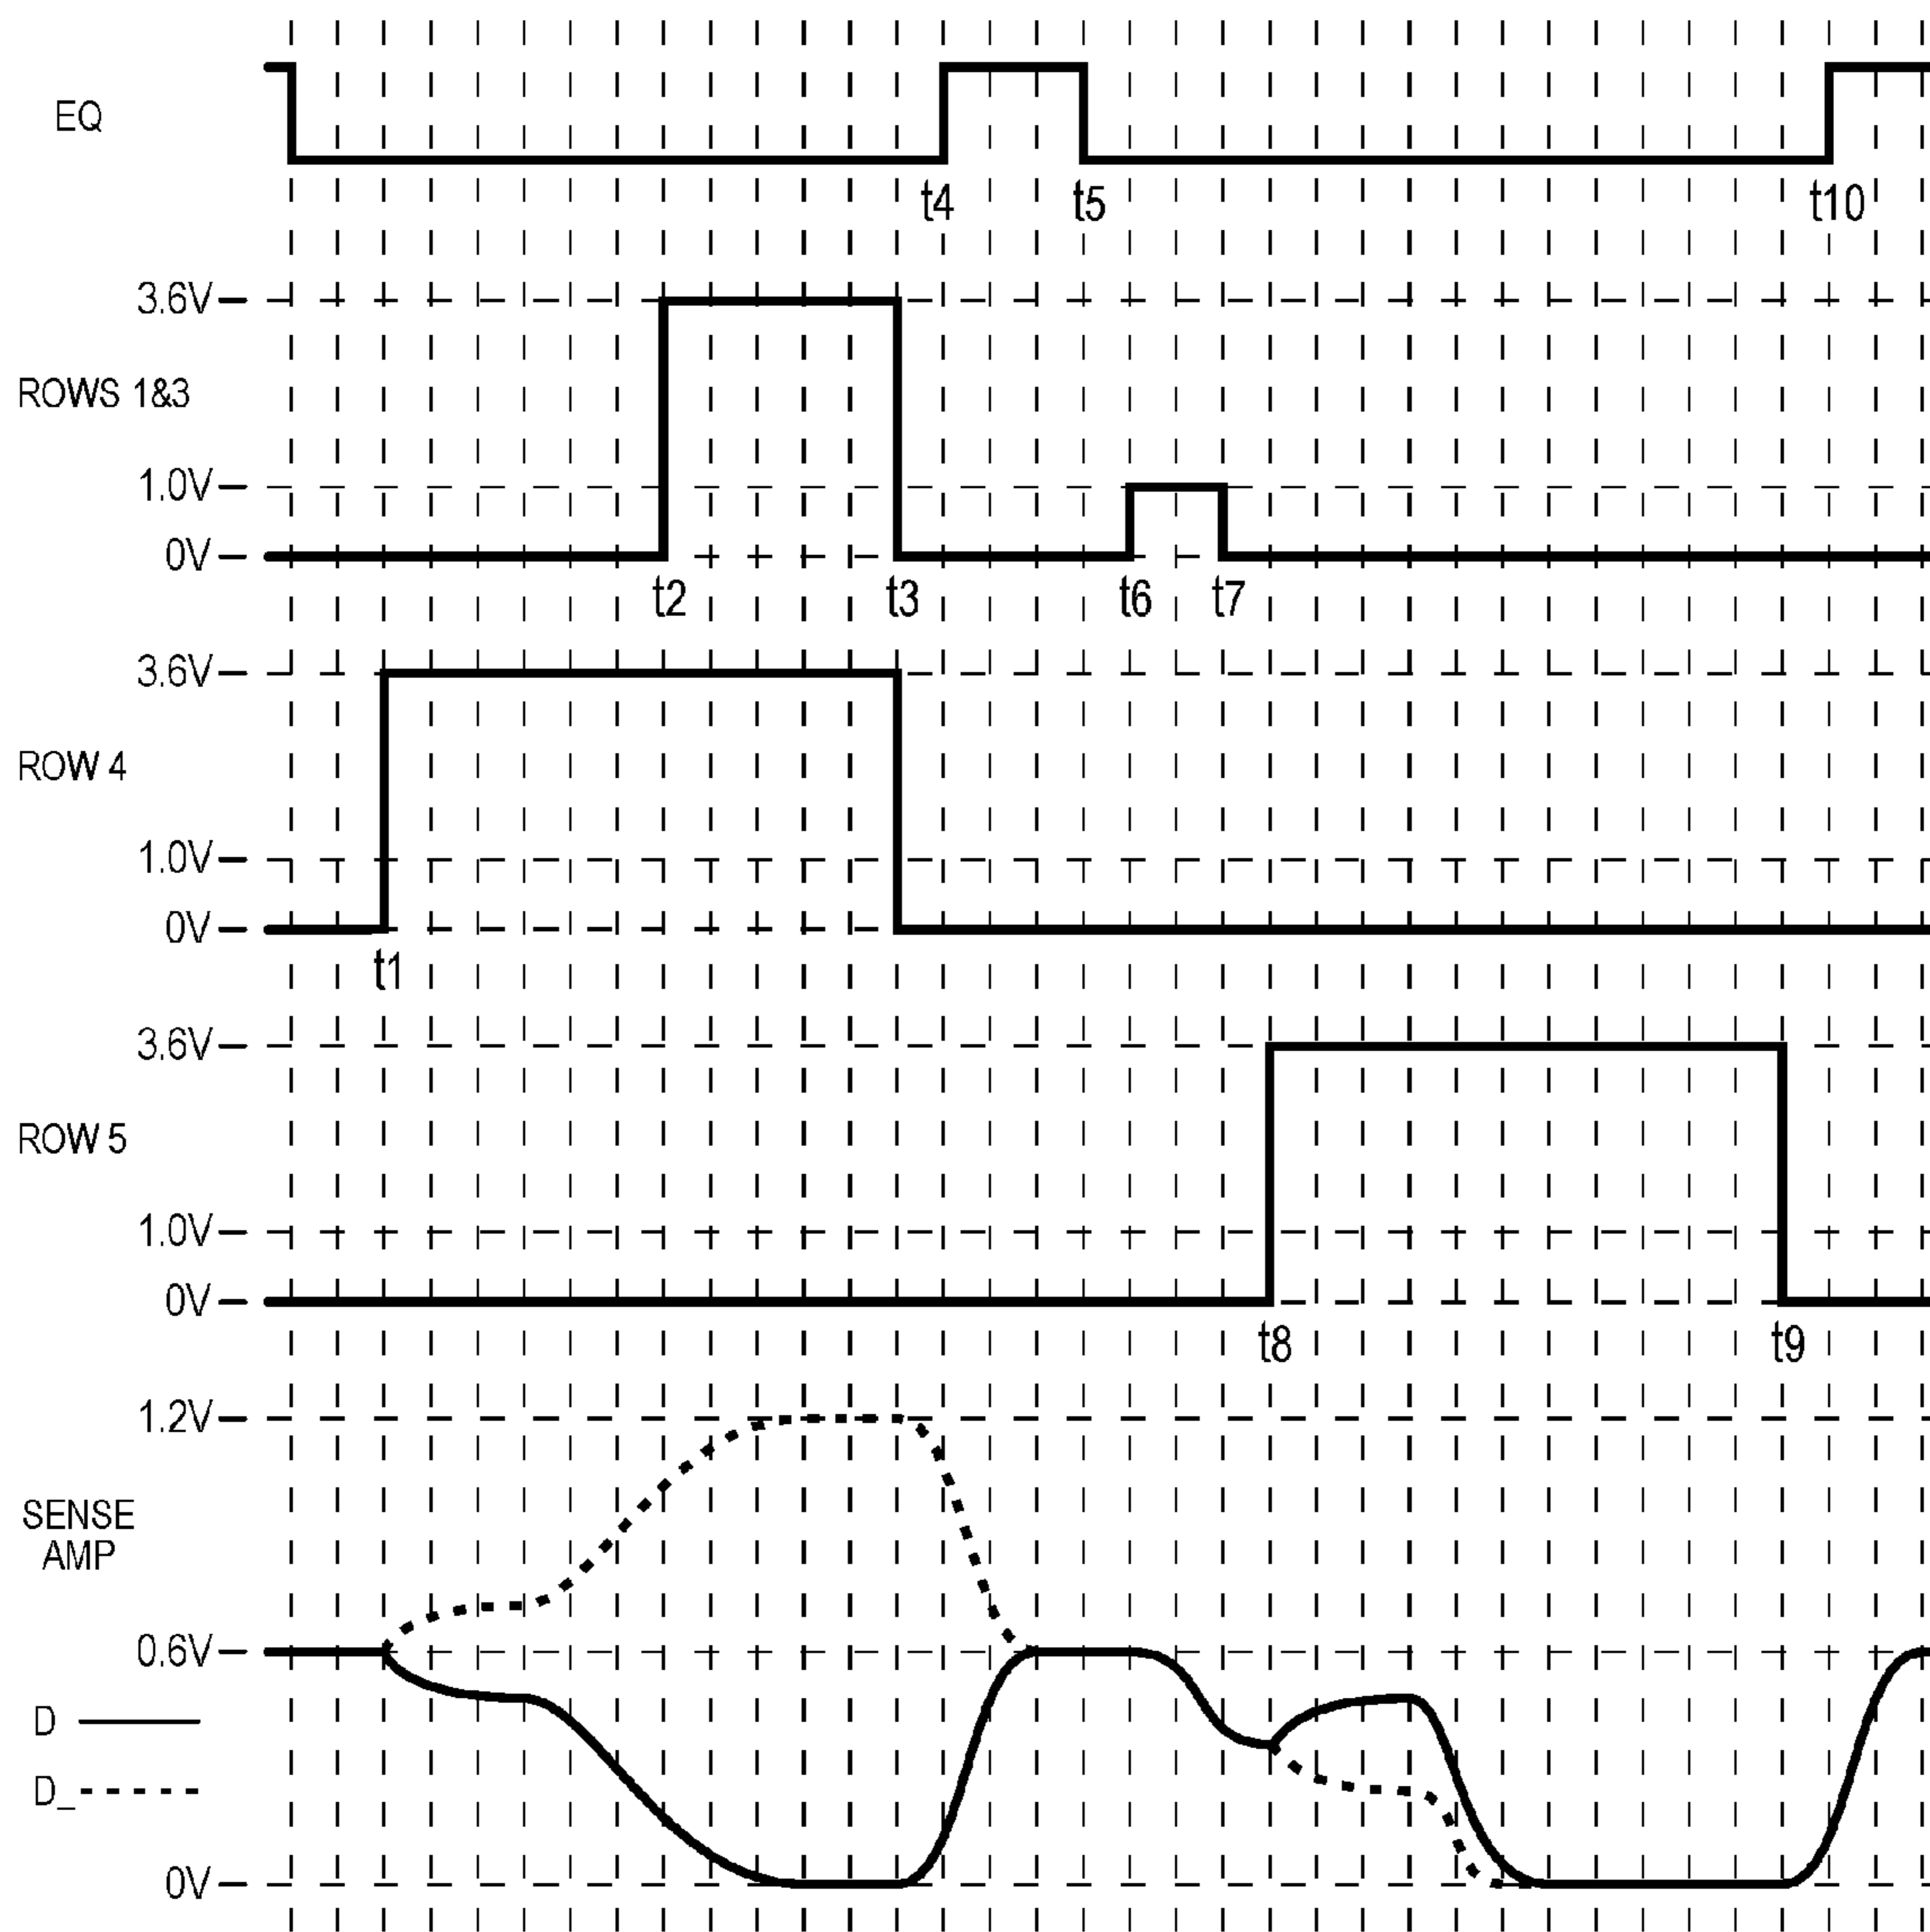 EQ
t4 t5 t10
3.6V
ROWS 1&3
1.0V
0V
t2 t3 t6 t7
3.6V
ROW 4
1.0V
0V
t1
3.6V
ROW 5
1.0V
0V
t8 t9
1.2V
SENSE
AMP
0.6V
D
D_
0V